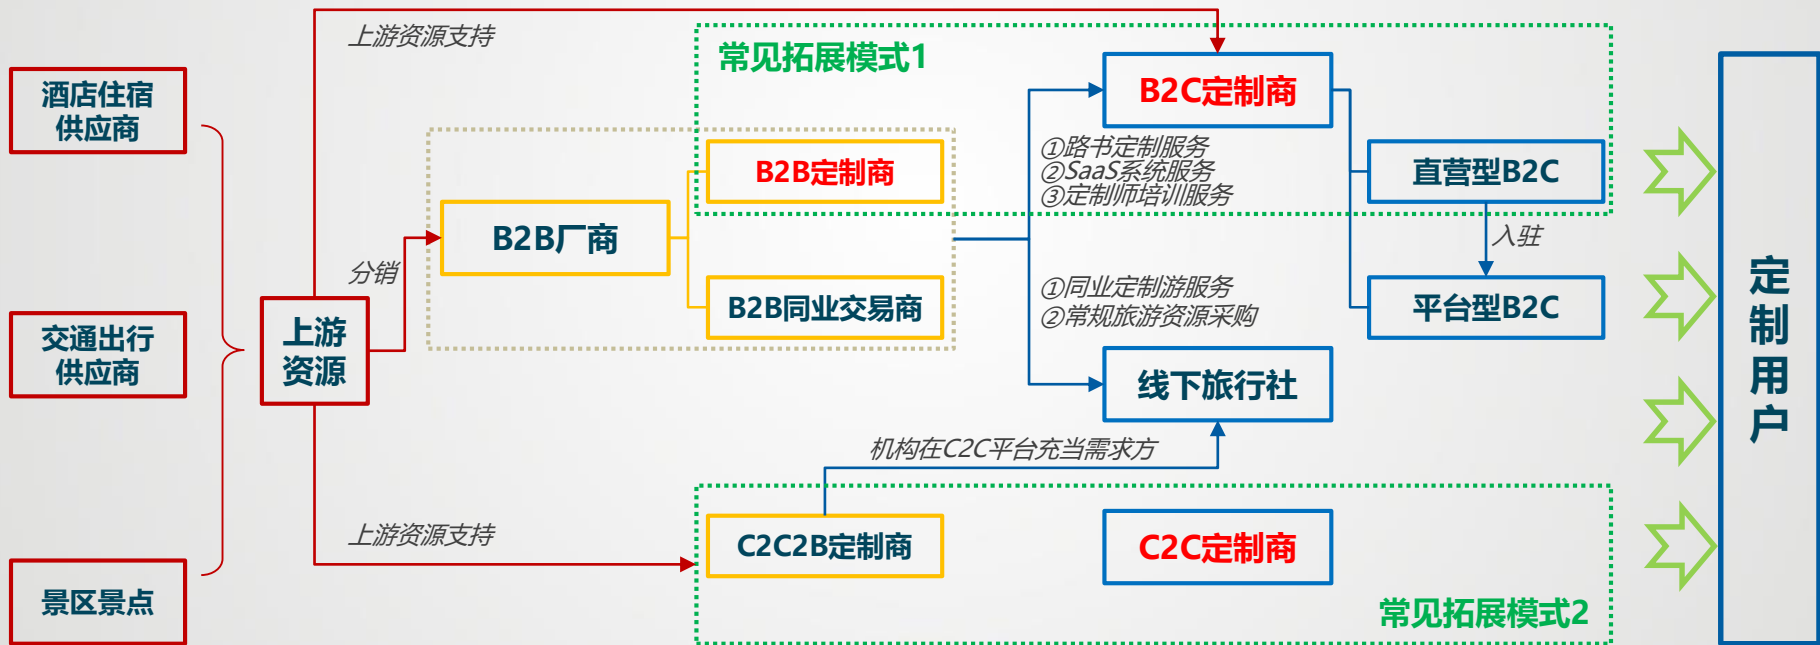 上游资源支持
常见拓展模式1
酒店住宿
供应商
B2C定制商
①路书定制服务
②SaaS系统服务
③定制师培训服务
B2B定制商
直营型B2C
B2B厂商
入驻
分销
定制用户
①同业定制游服务
②常规旅游资源采购
B2B同业交易商
平台型B2C
交通出行
供应商
上游
资源
线下旅行社
机构在C2C平台充当需求方
上游资源支持
C2C2B定制商
C2C定制商
景区景点
常见拓展模式2